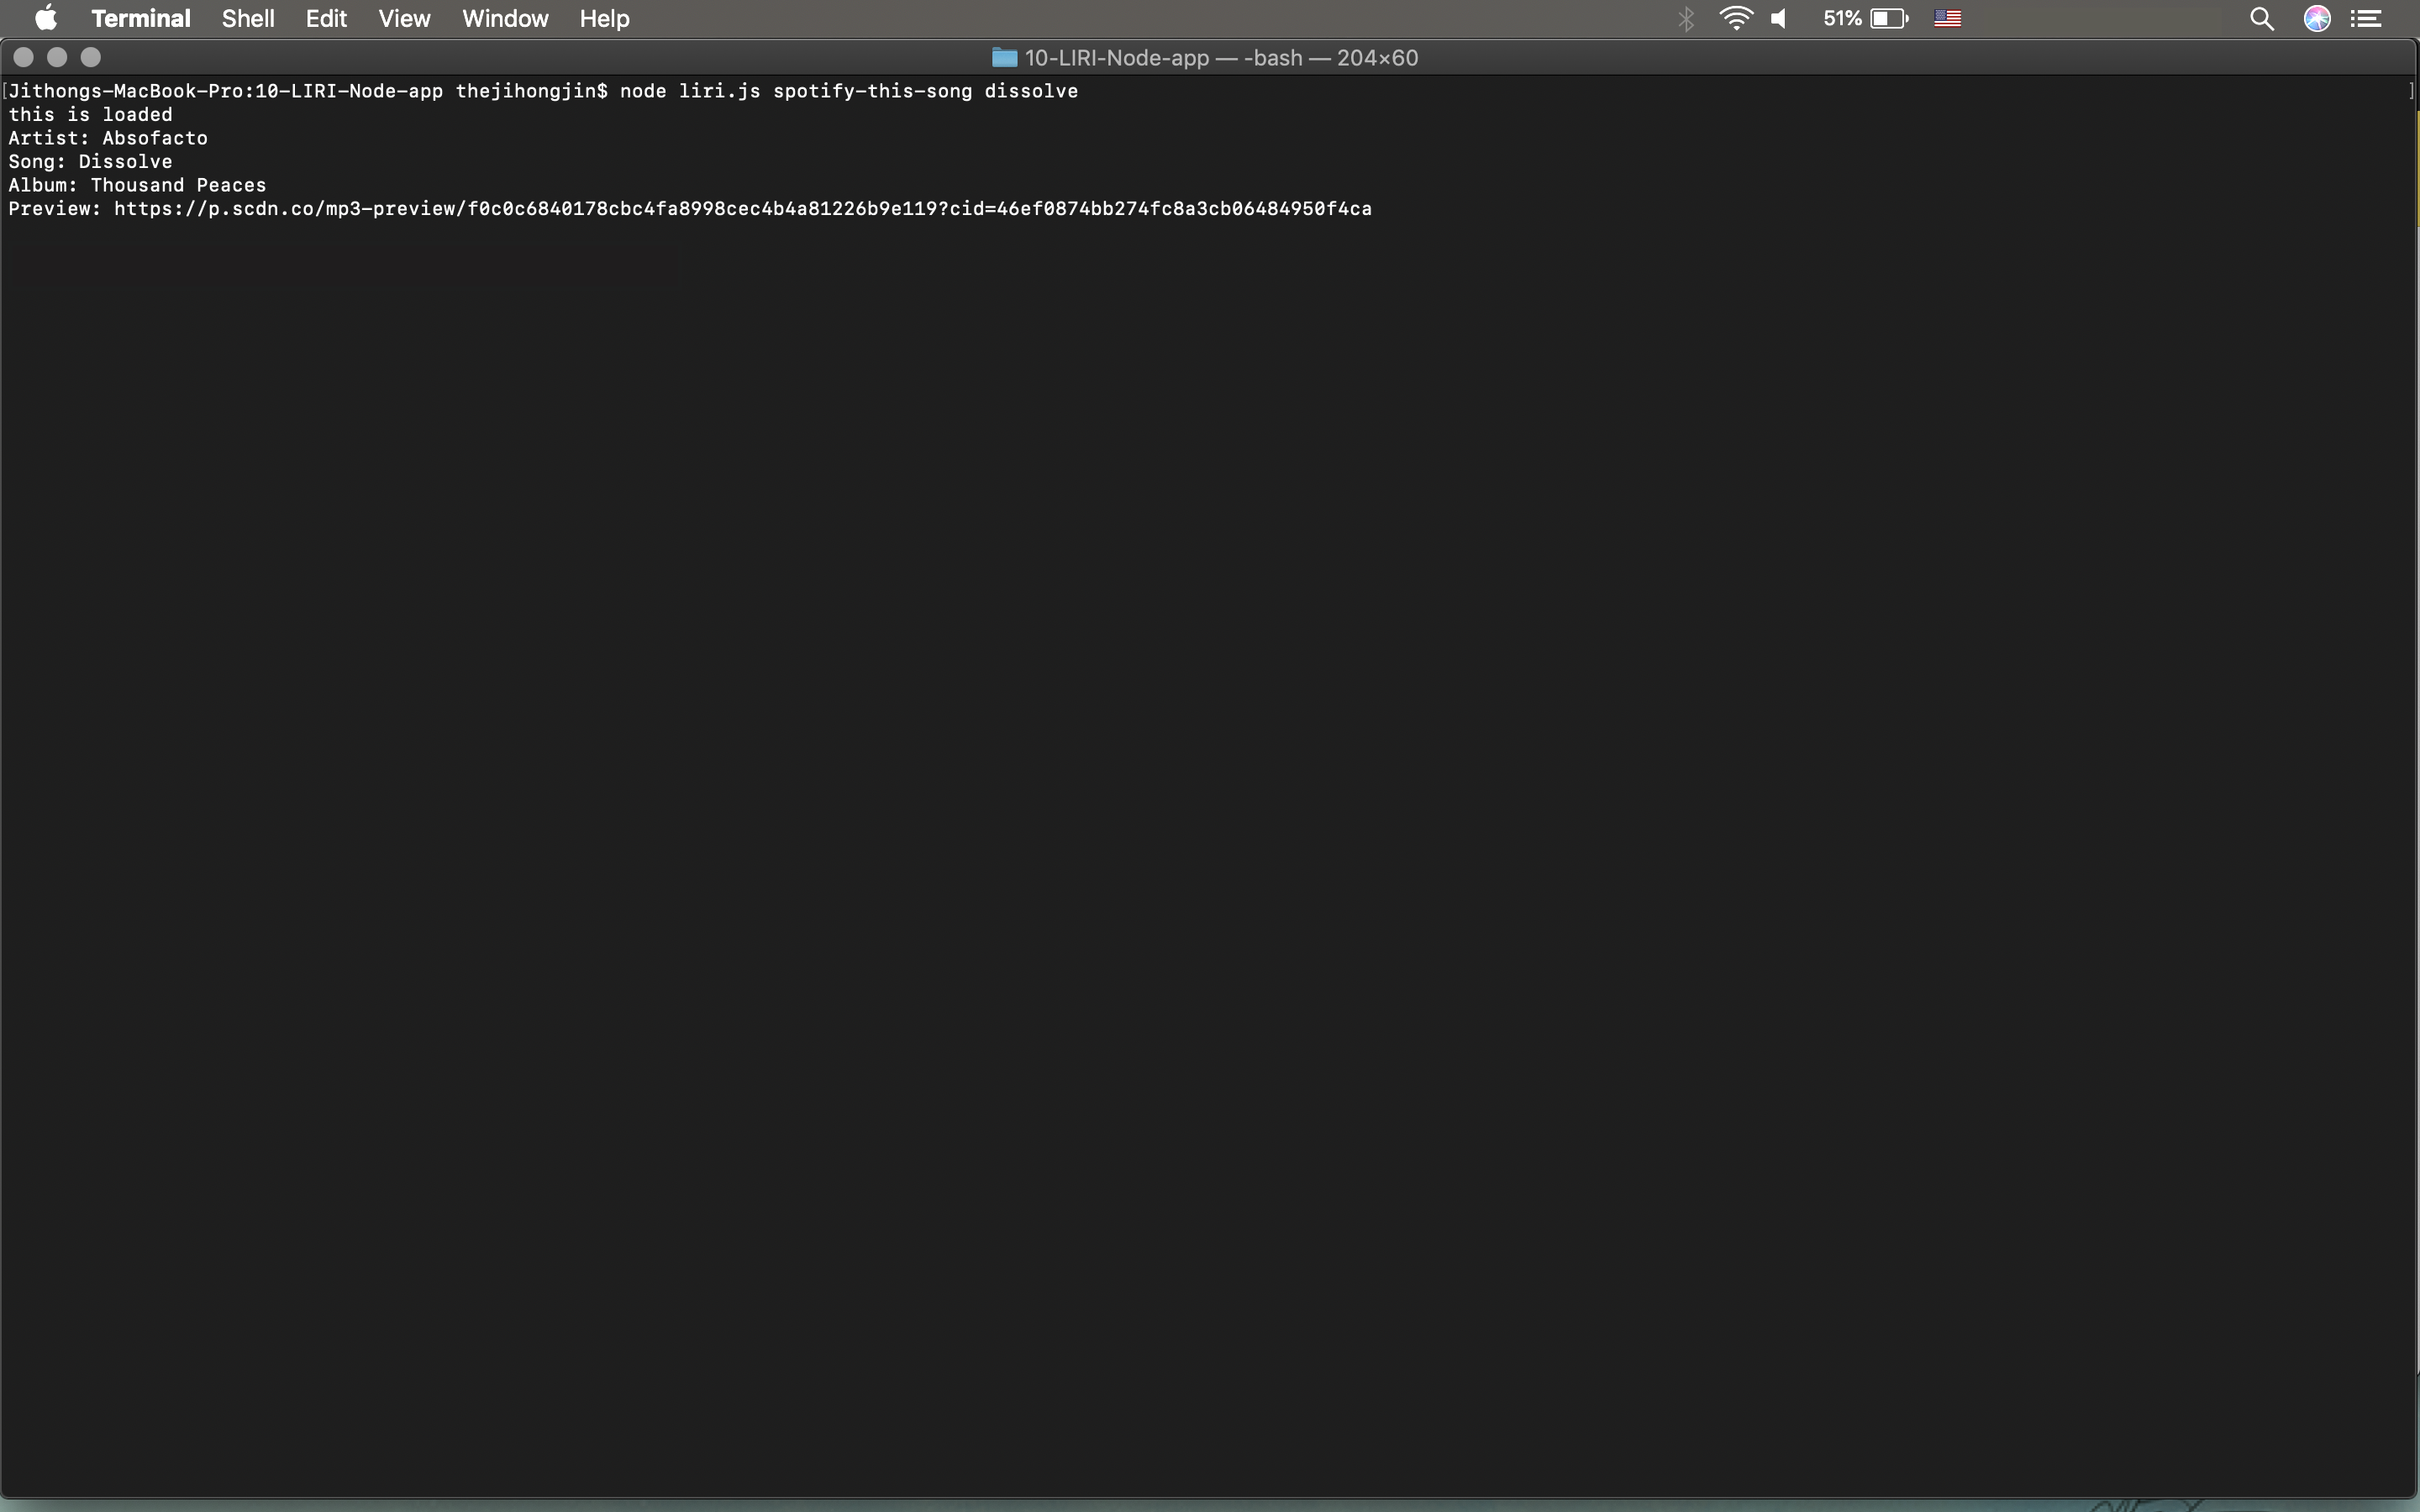 Terminal Shell Edit View Window Help 51%
10-LIRI-Node-app — -bash — 204×60
[Jithongs-MacBook-Pro:10-LIRI-Node-app thejihongjin$ node liri.js spotify-this-song dissolve ]
this is loaded
Artist: Absofacto
Song: Dissolve
Album: Thousand Peaces
Preview: https://p.scdn.co/mp3-preview/f0c0c6840178cbc4fa8998cec4b4a81226b9e119?cid=46ef0874bb274fc8a3cb06484950f4ca